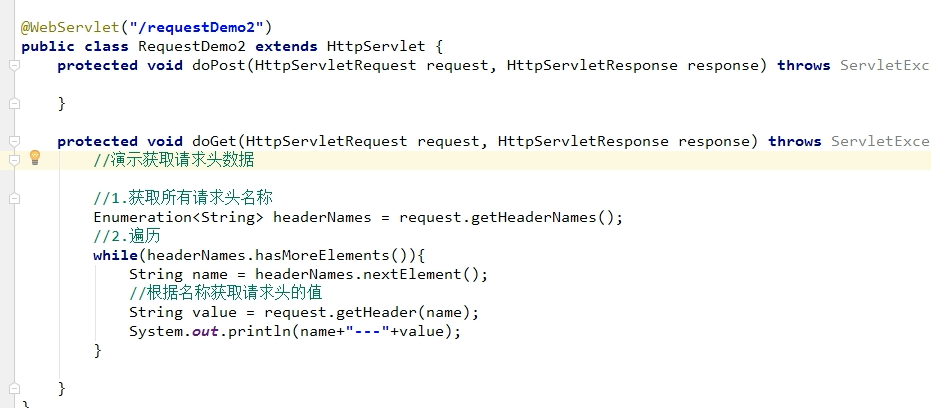 @WebServlet("/requestDemo2")
public class RequestDemo2 extends HttpServlet {
    protected void doPost(HttpServletRequest request, HttpServletResponse response) throws ServletExc

    }

    protected void doGet(HttpServletRequest request, HttpServletResponse response) throws ServletExce
        //演示获取请求头数据

        //1.获取所有请求头名称
        Enumeration<String> headerNames = request.getHeaderNames();
        //2.遍历
        while(headerNames.hasMoreElements()){
            String name = headerNames.nextElement();
            //根据名称获取请求头的值
            String value = request.getHeader(name);
            System.out.println(name+"---"+value);
        }

    }
}